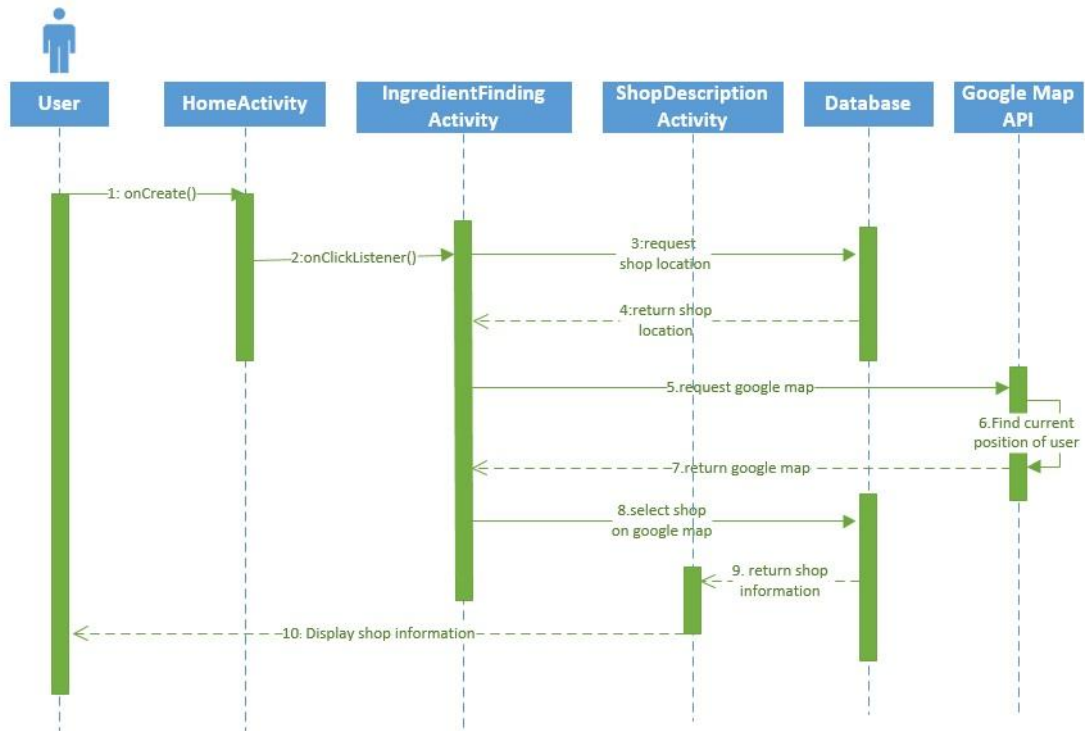 User
HomeActivity
IngredientFinding
Activity
ShopDescription
Activity
Database
Google Map
API
1: onCreate()
2:onClickListener()
3:request
shop location
4:return shop
location
5.request google map
6.Find current
position of user
7.return google map
8.select shop
on google map
9. return shop
information
10. Display shop information